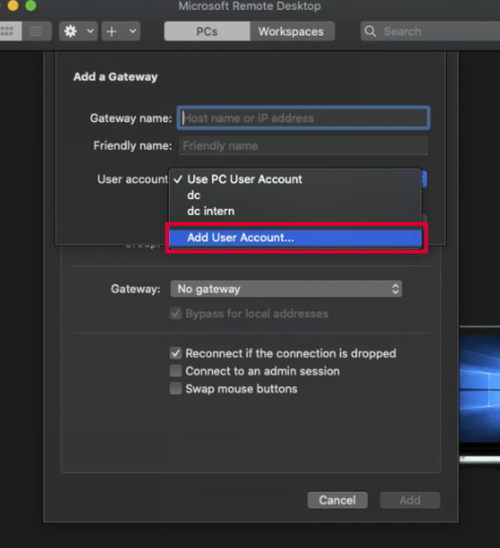 Microsoft Remote Desktop
PCs
Workspaces
Search
Add a Gateway
Gateway name:
Host name or IP address
Friendly name:
Friendly name
User account
✓ Use PC User Account
dc
dc intern
Add User Account...
Gateway:
No gateway
Bypass for local addresses
Reconnect if the connection is dropped
Connect to an admin session
Swap mouse buttons
Cancel
Add